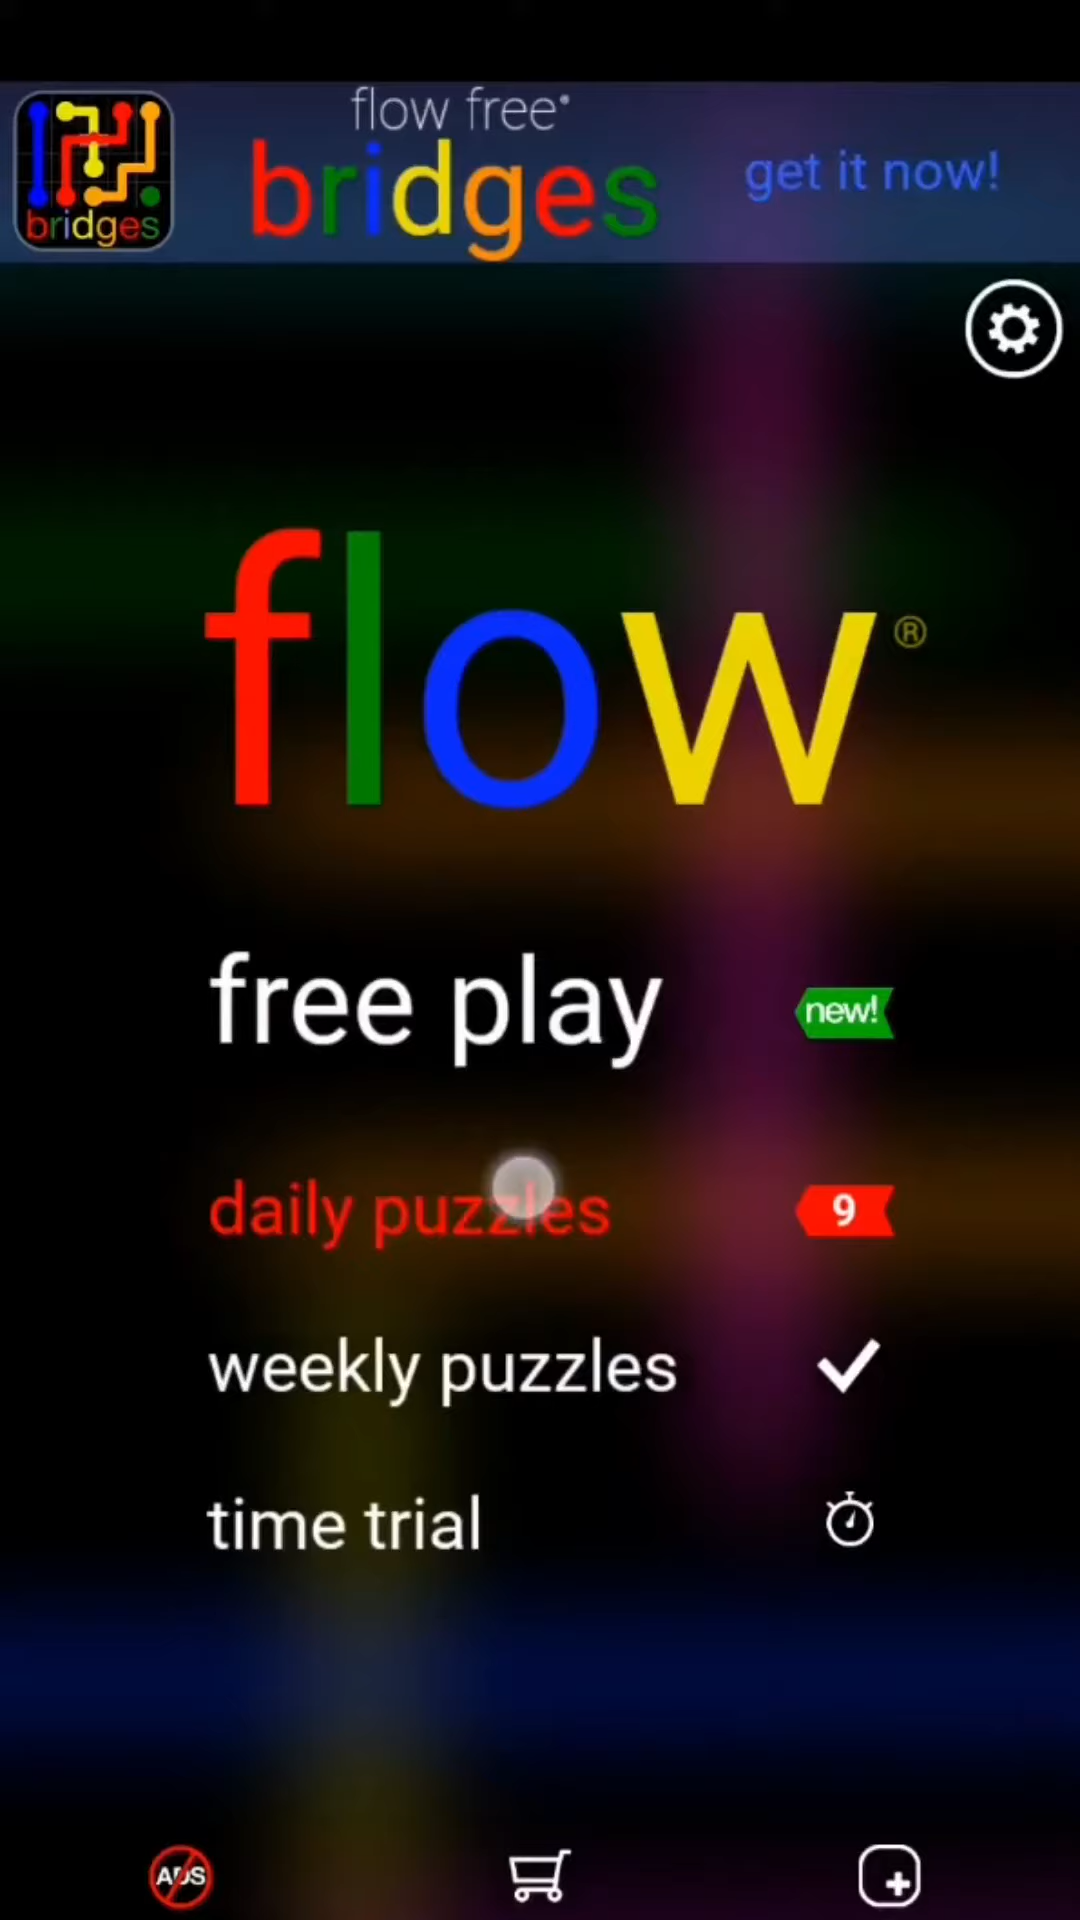 flow free®
bridges
get it now!
bridges
flow®
free play
new!
daily puzzles
9
weekly puzzles
time trial
ADS